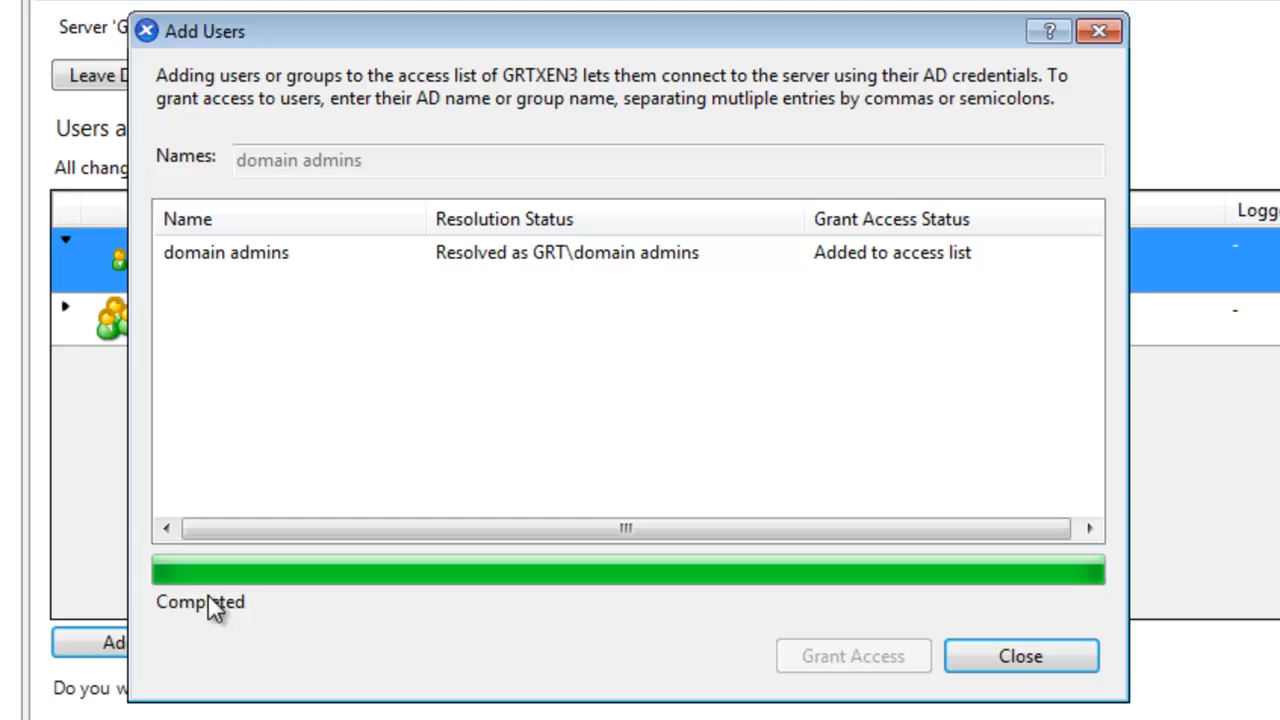 Server 'G
Add Users
Leave D
Adding users or groups to the access list of GRTXEN3 lets them connect to the server using their AD credentials. To
grant access to users, enter their AD name or group name, separating mutliple entries by commas or semicolons.
Users a
Names: domain admins
All chang
Name Resolution Status Grant Access Status
Logg
domain admins Resolved as GRT\domain admins Added to access list
-
-
Completed
Ad
Grant Access Close
Do you w